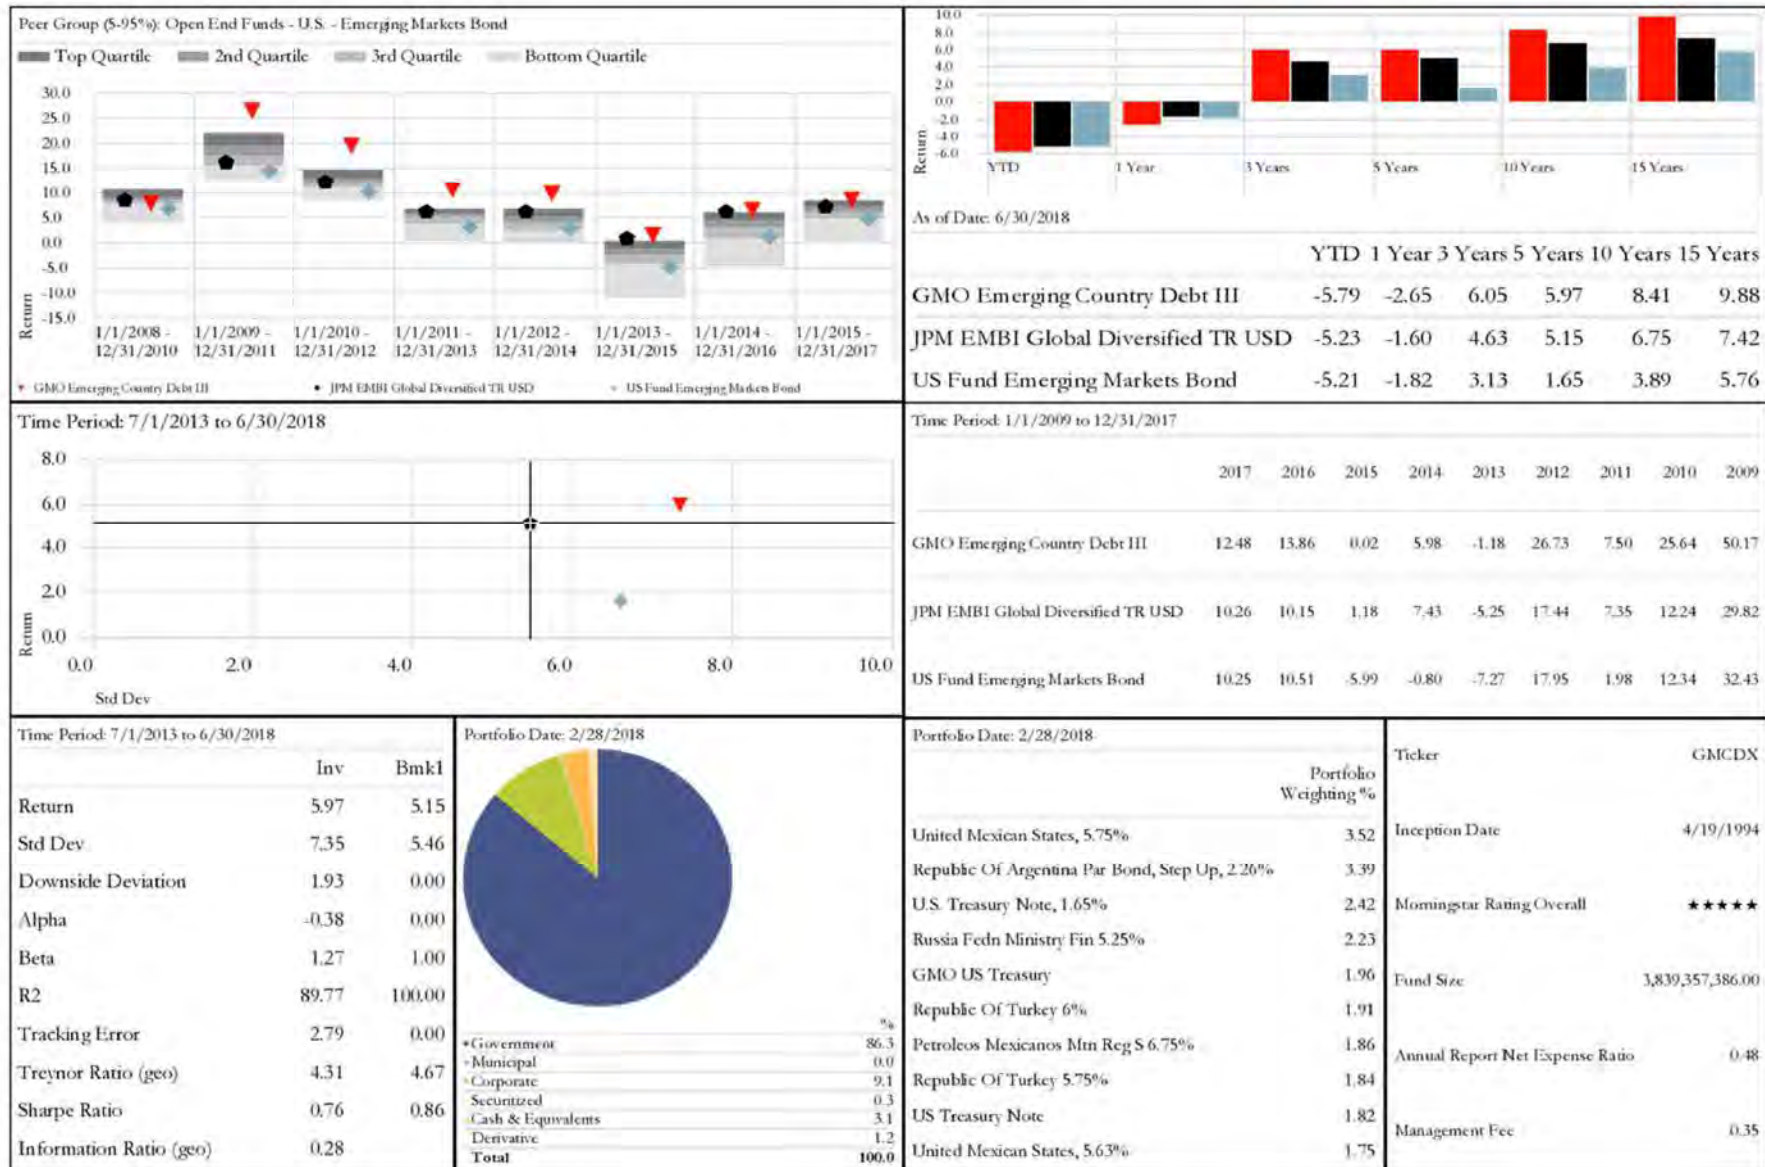 Peer Group (5-95%): Open End Funds - U.S. - Emerging Markets Bond
Top Quartile 2nd Quartile 3rd Quartile Bottom Quartile
30.0
25.0
20.0
15.0
10.0
5.0
0.0
-5.0
-10.0
-15.0
Return
1/1/2008 - 1/1/2009 - 1/1/2010 - 1/1/2011 - 1/1/2012 - 1/1/2013 - 1/1/2014 - 1/1/2015 -
12/31/2010 12/31/2011 12/31/2012 12/31/2013 12/31/2014 12/31/2015 12/31/2016 12/31/2017
GMO Emerging Country Debt III JPM EMBI Global Diversified TR USD US Fund Emerging Markets Bond
10.0
8.0
6.0
4.0
2.0
0.0
-2.0
-4.0
-6.0
Return
YTD 1 Year 3 Years 5 Years 10 Years 15 Years
As of Date: 6/30/2018
YTD 1 Year 3 Years 5 Years 10 Years 15 Years
GMO Emerging Country Debt III -5.79 -2.65 6.05 5.97 8.41 9.88
JPM EMBI Global Diversified TR USD -5.23 -1.60 4.63 5.15 6.75 7.42
US Fund Emerging Markets Bond -5.21 -1.82 3.13 1.65 3.89 5.76
Time Period: 7/1/2013 to 6/30/2018
8.0
6.0
4.0
2.0
0.0
Return
0.0 2.0 4.0 6.0 8.0 10.0
Std Dev
Time Period: 1/1/2009 to 12/31/2017
2017 2016 2015 2014 2013 2012 2011 2010 2009
GMO Emerging Country Debt III 12.48 13.86 0.02 5.98 -1.18 26.73 7.50 25.64 50.17
JPM EMBI Global Diversified TR USD 10.26 10.15 1.18 7.43 -5.25 17.44 7.35 12.24 29.82
US Fund Emerging Markets Bond 10.25 10.51 -5.99 -0.80 -7.27 17.95 1.98 12.34 32.43
Time Period: 7/1/2013 to 6/30/2018
Inv Bmk1
Return 5.97 5.15
Std Dev 7.35 5.46
Downside Deviation 1.93 0.00
Alpha -0.38 0.00
Beta 1.27 1.00
R2 89.77 100.00
Tracking Error 2.79 0.00
Treynor Ratio (geo) 4.31 4.67
Sharpe Ratio 0.76 0.86
Information Ratio (geo) 0.28
Portfolio Date: 2/28/2018
%
Government 86.3
Municipal 0.0
Corporate 9.1
Securitized 0.3
Cash & Equivalents 3.1
Derivative 1.2
Total 100.0
Portfolio Date: 2/28/2018
Portfolio
Weighting %
United Mexican States, 5.75% 3.52
Republic Of Argentina Par Bond, Step Up, 2.26% 3.39
U.S. Treasury Note, 1.65% 2.42
Russia Fedn Ministry Fin 5.25% 2.23
GMO US Treasury 1.96
Republic Of Turkey 6% 1.91
Petroleos Mexicanos Mtn Reg S 6.75% 1.86
Republic Of Turkey 5.75% 1.84
US Treasury Note 1.82
United Mexican States, 5.63% 1.75
Ticker GMCDX
Inception Date 4/19/1994
Morningstar Rating Overall ★★★★★
Fund Size 3,839,357,386.00
Annual Report Net Expense Ratio 0.48
Management Fee 0.35